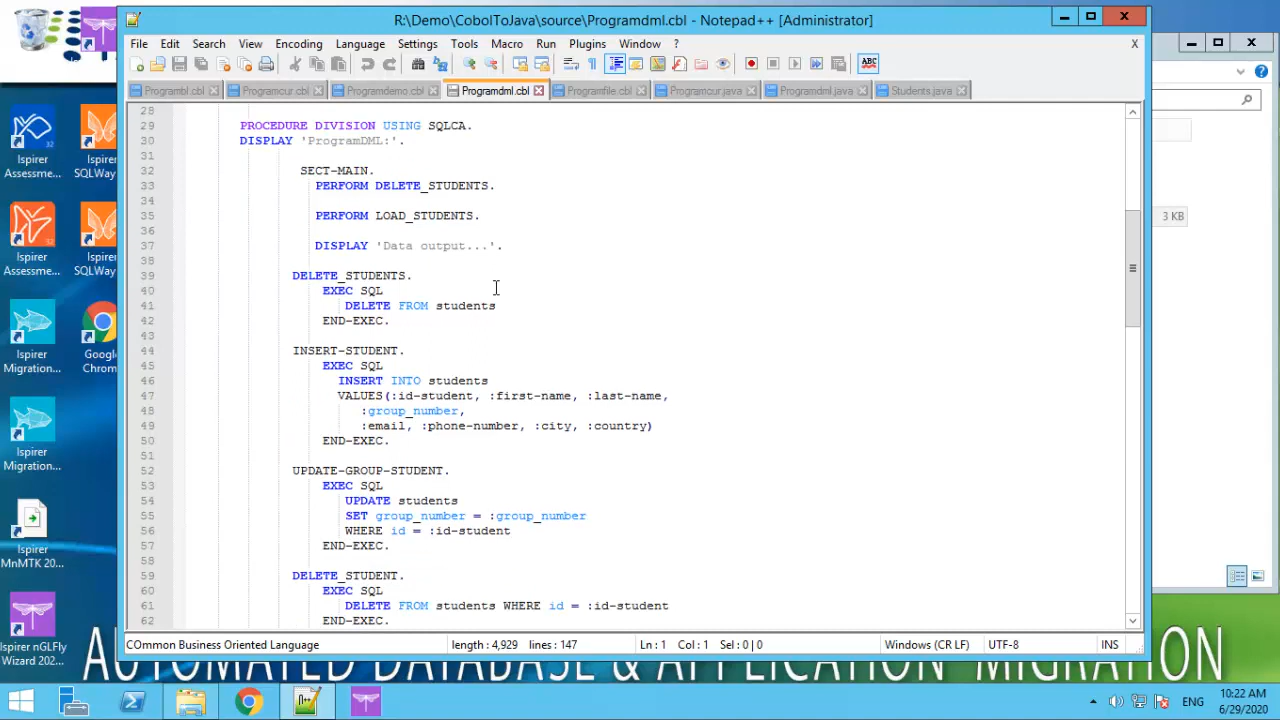 R:\Demo\CobolToJava\source\Programdml.cbl - Notepad++ [Administrator]
File Edit Search View Encoding Language Settings Tools Macro Run Plugins Window ? X
Programbl.cbl Programcur.cbl Programdemo.cbl Programdml.cbl Programfile.cbl Programcur.java Programdml.java Students.java
28
29 PROCEDURE DIVISION USING SQLCA.
30 DISPLAY 'ProgramDML:'.
31
32 SECT-MAIN.
33 PERFORM DELETE_STUDENTS.
34
35 PERFORM LOAD_STUDENTS.
36
37 DISPLAY 'Data output...'.
38
39 DELETE_STUDENTS.
40 EXEC SQL
41 DELETE FROM students
42 END-EXEC.
43
44 INSERT-STUDENT.
45 EXEC SQL
46 INSERT INTO students
47 VALUES(:id-student, :first-name, :last-name,
48 :group_number,
49 :email, :phone-number, :city, :country)
50 END-EXEC.
51
52 UPDATE-GROUP-STUDENT.
53 EXEC SQL
54 UPDATE students
55 SET group_number = :group_number
56 WHERE id = :id-student
57 END-EXEC.
58
59 DELETE_STUDENT.
60 EXEC SQL
61 DELETE FROM students WHERE id = :id-student
62 END-EXEC.
COmmon Business Oriented Language length : 4,929 lines : 147 Ln : 1 Col : 1 Sel : 0 | 0 Windows (CR LF) UTF-8 INS
3 KB
Ispirer
Assessme...
Ispirer
SQLWay...
Ispirer
Assessme...
Ispirer
SQLWay...
Ispirer
Migration...
Google
Chrom...
Ispirer
Migration...
Ispirer
MnMTK 20...
Ispirer nGLFly
Wizard 202...
AUTOMATED DATABASE & APPLICATION MIGRATION
ENG
10:22 AM
6/29/2020